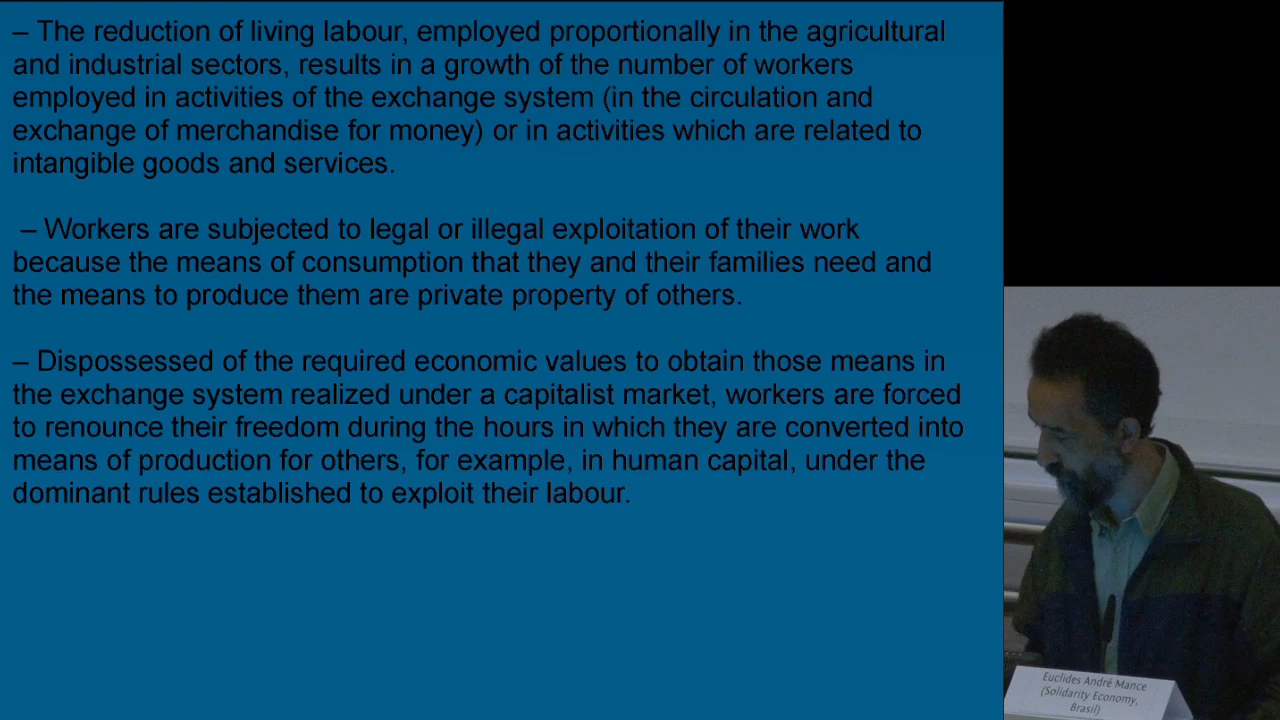 – The reduction of living labour, employed proportionally in the agricultural
and industrial sectors, results in a growth of the number of workers
employed in activities of the exchange system (in the circulation and
exchange of merchandise for money) or in activities which are related to
intangible goods and services.
– Workers are subjected to legal or illegal exploitation of their work
because the means of consumption that they and their families need and
the means to produce them are private property of others.
– Dispossessed of the required economic values to obtain those means in
the exchange system realized under a capitalist market, workers are forced
to renounce their freedom during the hours in which they are converted into
means of production for others, for example, in human capital, under the
dominant rules established to exploit their labour.
Euclides André Mance
(Solidarity Economy,
Brasil)